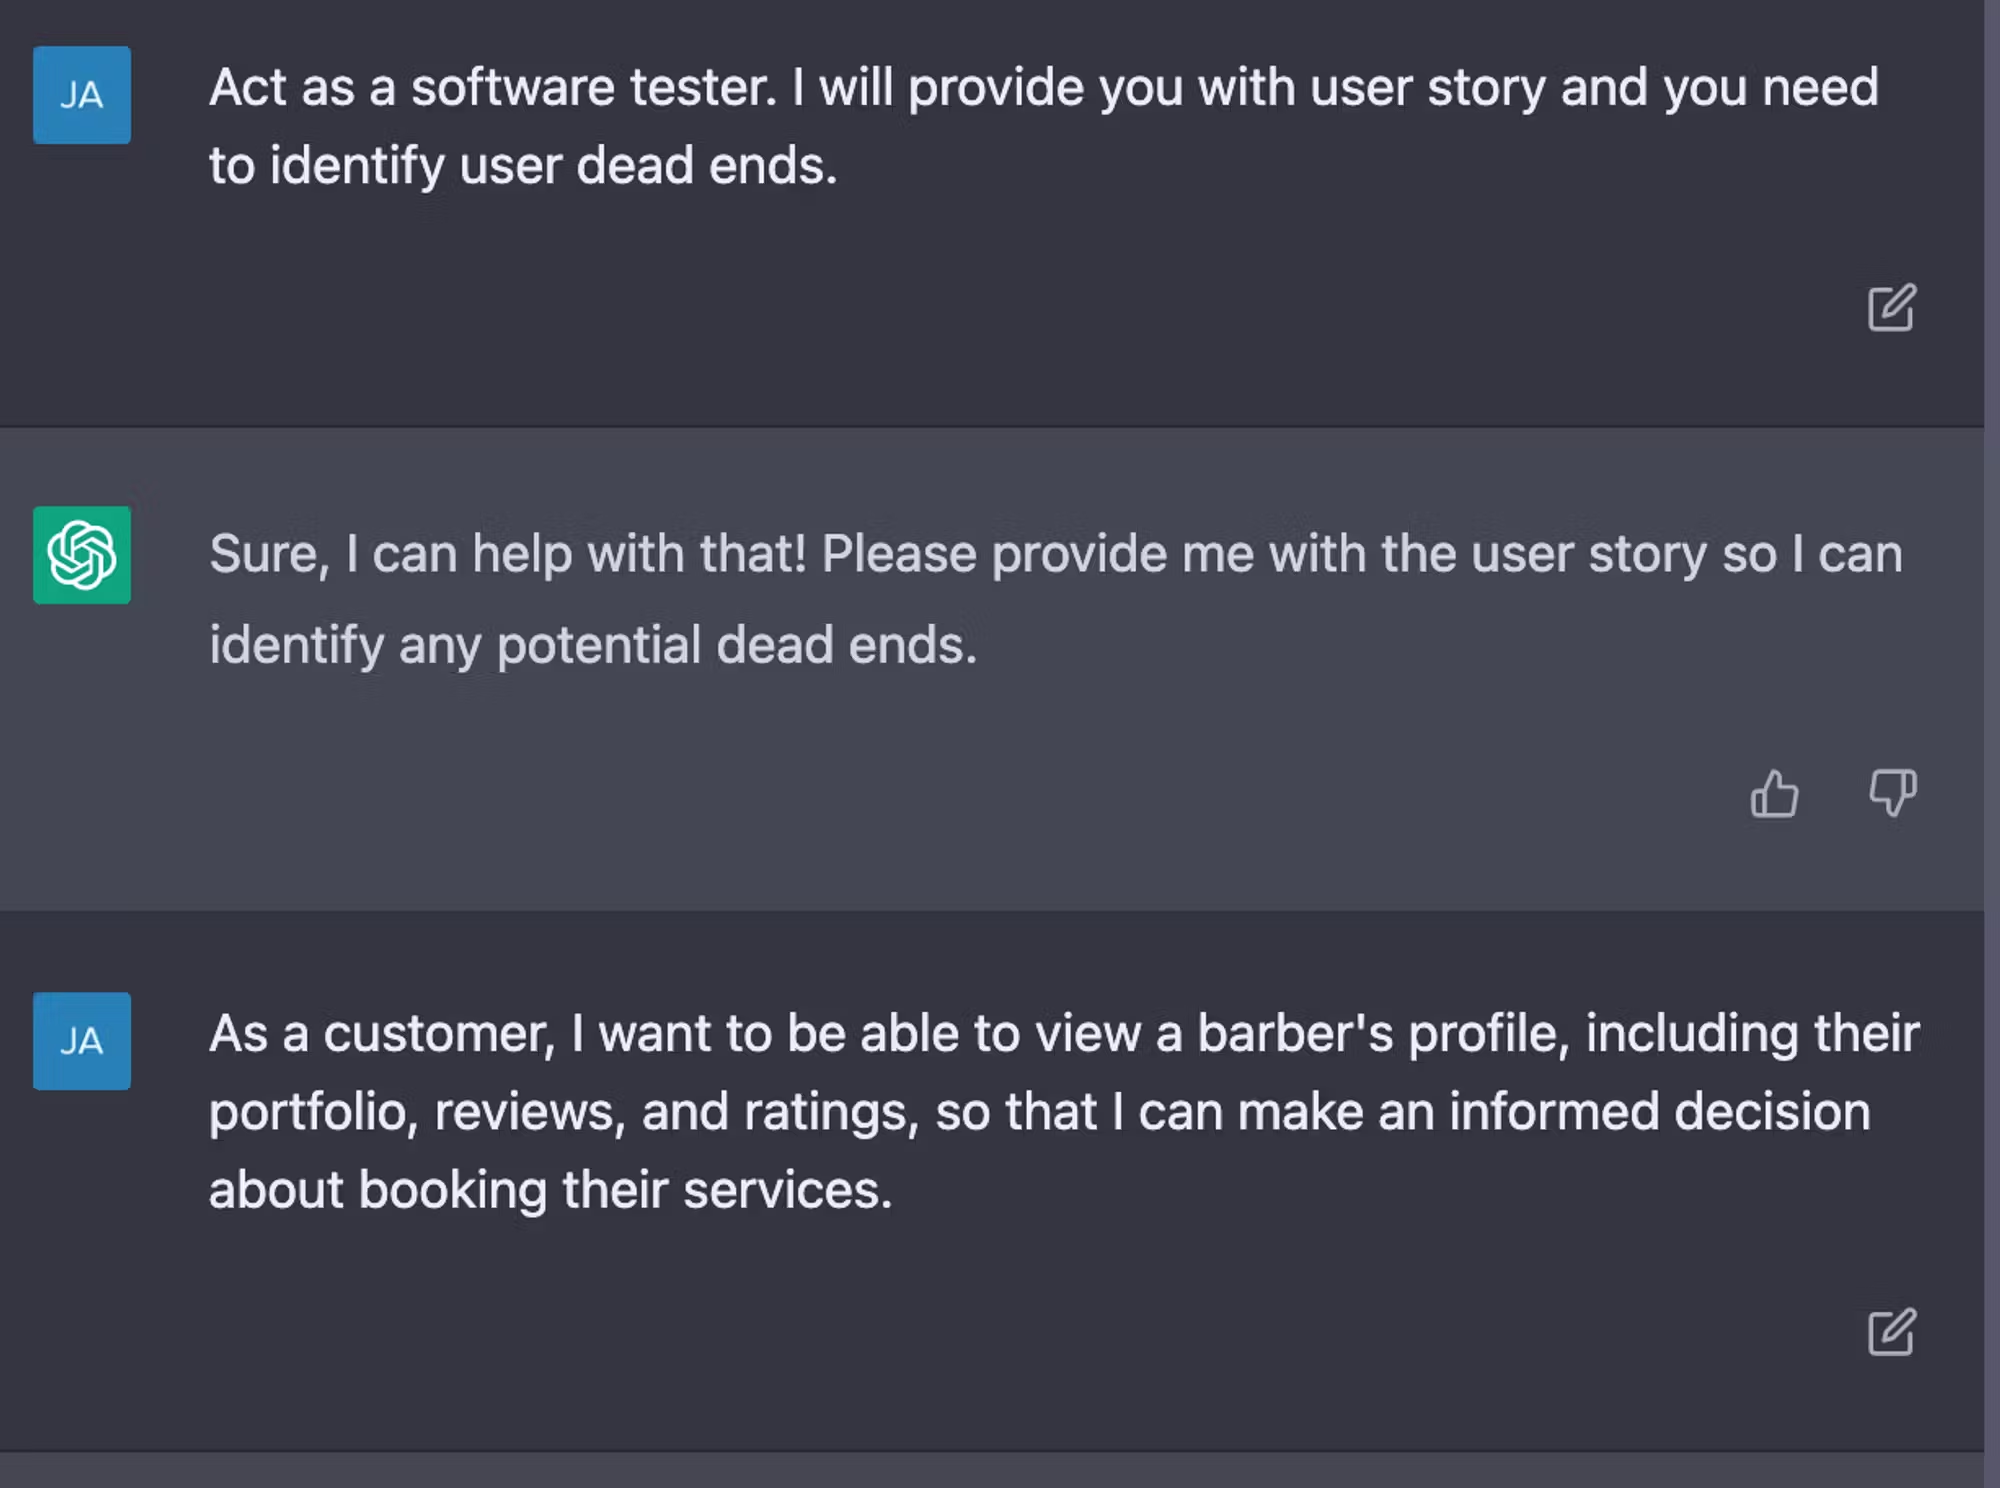 JA
Act as a software tester. I will provide you with user story and you need
to identify user dead ends.
Sure, I can help with that! Please provide me with the user story so I can
identify any potential dead ends.
JA
As a customer, I want to be able to view a barber's profile, including their
portfolio, reviews, and ratings, so that I can make an informed decision
about booking their services.